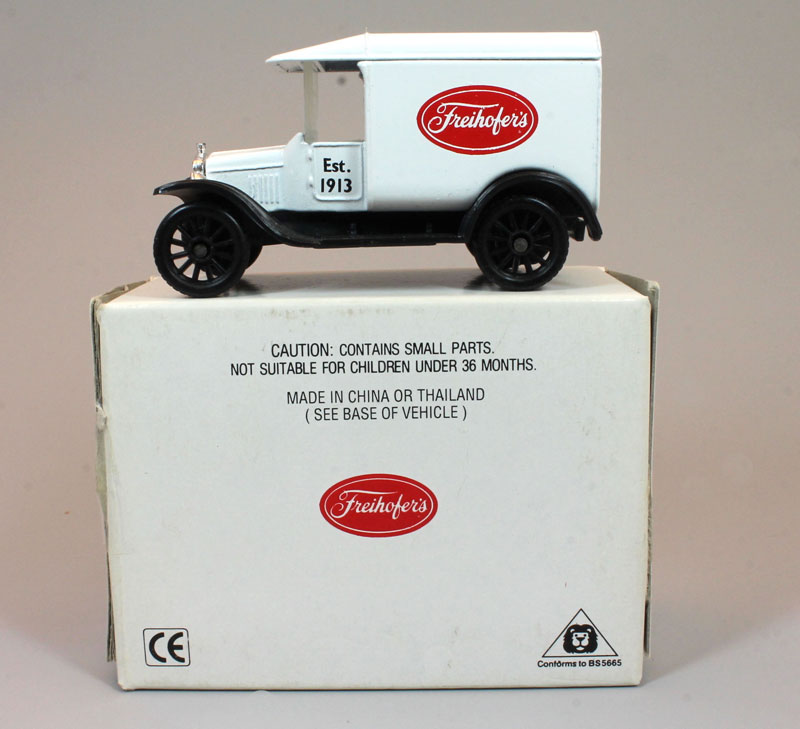 Freihofer's
Est.
1913
CAUTION: CONTAINS SMALL PARTS.
NOT SUITABLE FOR CHILDREN UNDER 36 MONTHS.
MADE IN CHINA OR THAILAND
( SEE BASE OF VEHICLE )
Freihofer's
CE
Conforms to BS5665